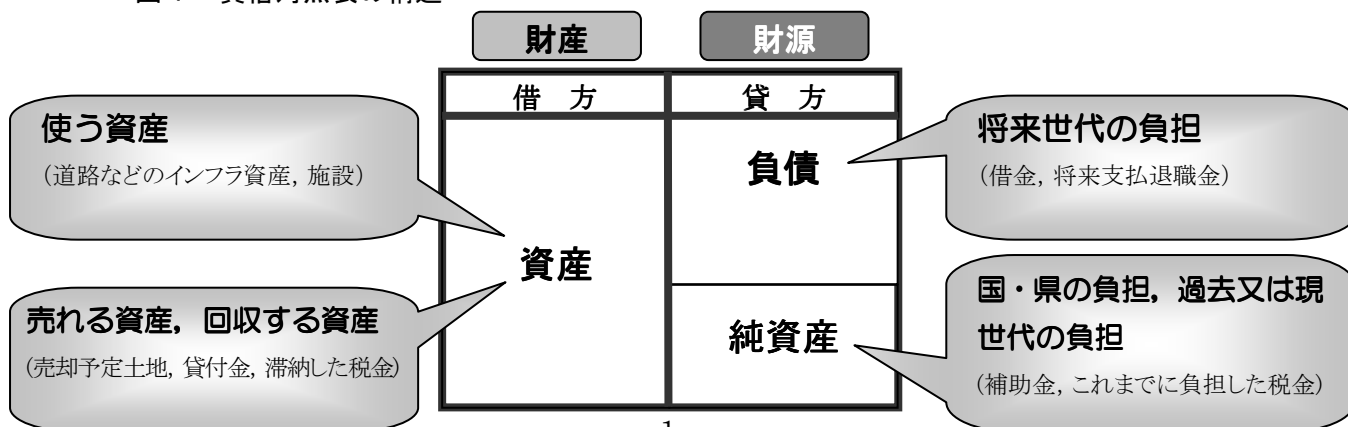 財産
財源
借 方
貸 方
使う資産
(道路などのインフラ資産, 施設)
売れる資産, 回収する資産
(売却予定土地, 貸付金, 滞納した税金)
資産
負債
純資産
将来世代の負担
(借金, 将来支払退職金)
国・県の負担, 過去又は現
世代の負担
(補助金, これまでに負担した税金)